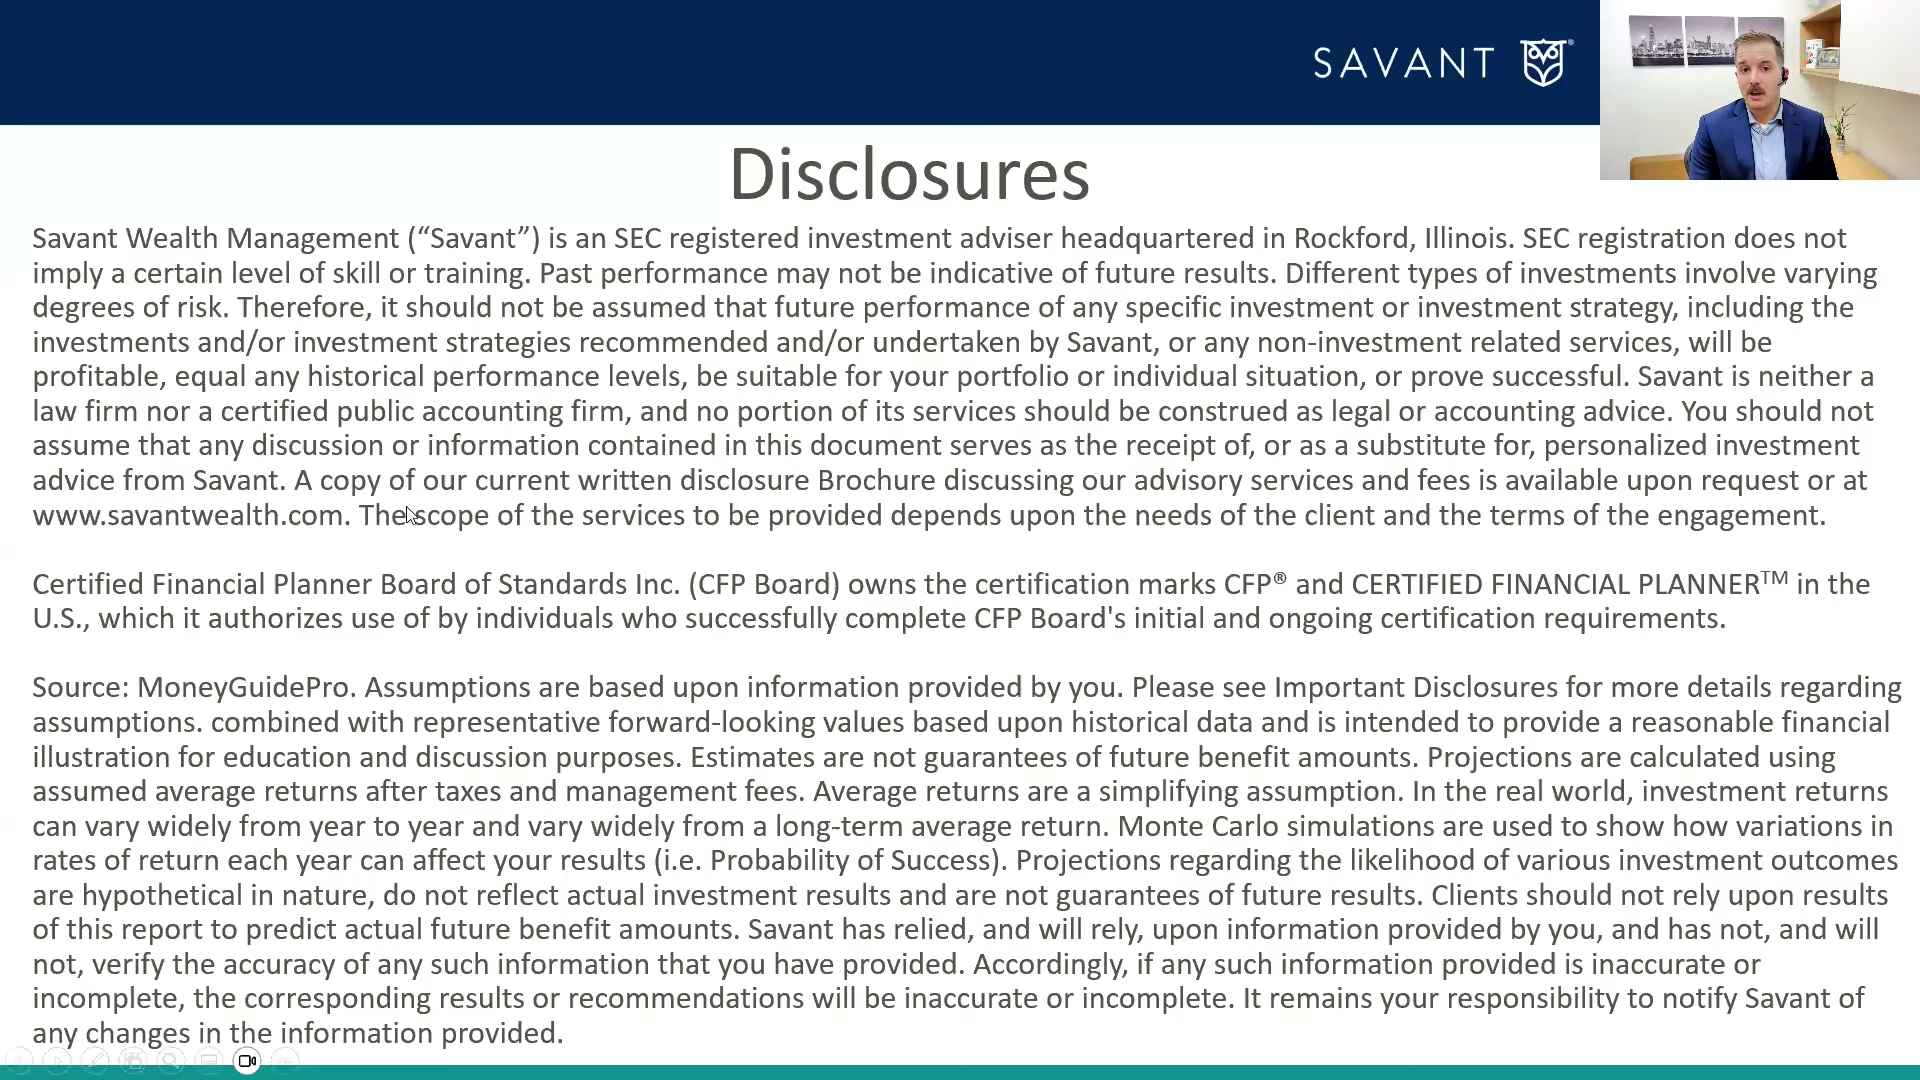 SAVANT
Disclosures
Savant Wealth Management (“Savant”) is an SEC registered investment adviser headquartered in Rockford, Illinois. SEC registration does not
imply a certain level of skill or training. Past performance may not be indicative of future results. Different types of investments involve varying
degrees of risk. Therefore, it should not be assumed that future performance of any specific investment or investment strategy, including the
investments and/or investment strategies recommended and/or undertaken by Savant, or any non-investment related services, will be
profitable, equal any historical performance levels, be suitable for your portfolio or individual situation, or prove successful. Savant is neither a
law firm nor a certified public accounting firm, and no portion of its services should be construed as legal or accounting advice. You should not
assume that any discussion or information contained in this document serves as the receipt of, or as a substitute for, personalized investment
advice from Savant. A copy of our current written disclosure Brochure discussing our advisory services and fees is available upon request or at
www.savantwealth.com. The scope of the services to be provided depends upon the needs of the client and the terms of the engagement.
Certified Financial Planner Board of Standards Inc. (CFP Board) owns the certification marks CFP® and CERTIFIED FINANCIAL PLANNER™ in the
U.S., which it authorizes use of by individuals who successfully complete CFP Board's initial and ongoing certification requirements.
Source: MoneyGuidePro. Assumptions are based upon information provided by you. Please see Important Disclosures for more details regarding
assumptions. combined with representative forward-looking values based upon historical data and is intended to provide a reasonable financial
illustration for education and discussion purposes. Estimates are not guarantees of future benefit amounts. Projections are calculated using
assumed average returns after taxes and management fees. Average returns are a simplifying assumption. In the real world, investment returns
can vary widely from year to year and vary widely from a long-term average return. Monte Carlo simulations are used to show how variations in
rates of return each year can affect your results (i.e. Probability of Success). Projections regarding the likelihood of various investment outcomes
are hypothetical in nature, do not reflect actual investment results and are not guarantees of future results. Clients should not rely upon results
of this report to predict actual future benefit amounts. Savant has relied, and will rely, upon information provided by you, and has not, and will
not, verify the accuracy of any such information that you have provided. Accordingly, if any such information provided is inaccurate or
incomplete, the corresponding results or recommendations will be inaccurate or incomplete. It remains your responsibility to notify Savant of
any changes in the information provided.